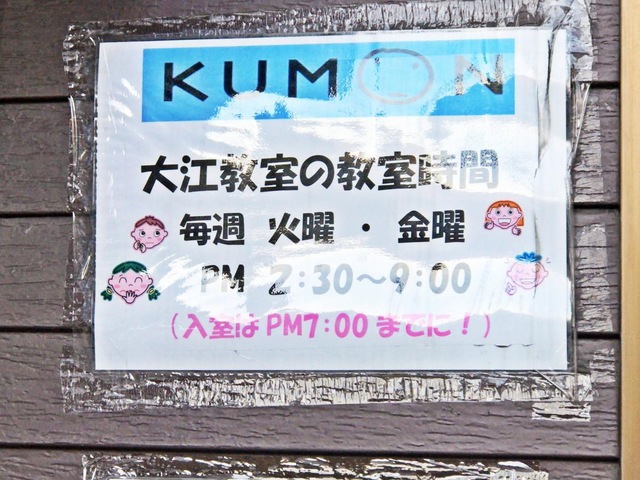 KUMON
大江教室の教室時間
毎週 火曜 ・ 金曜
PM 2:30～9:00
(入室はPM7:00までに!)